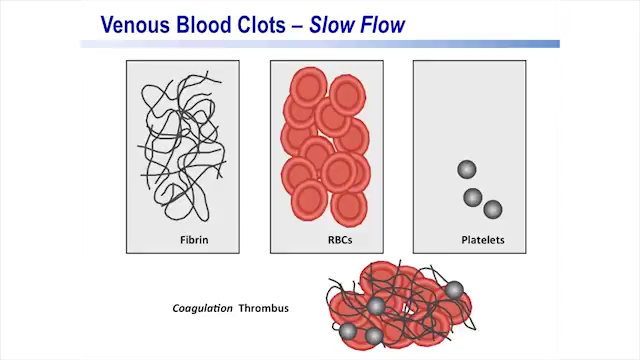 Venous Blood Clots – Slow Flow
Fibrin
RBCs
Platelets
Coagulation Thrombus